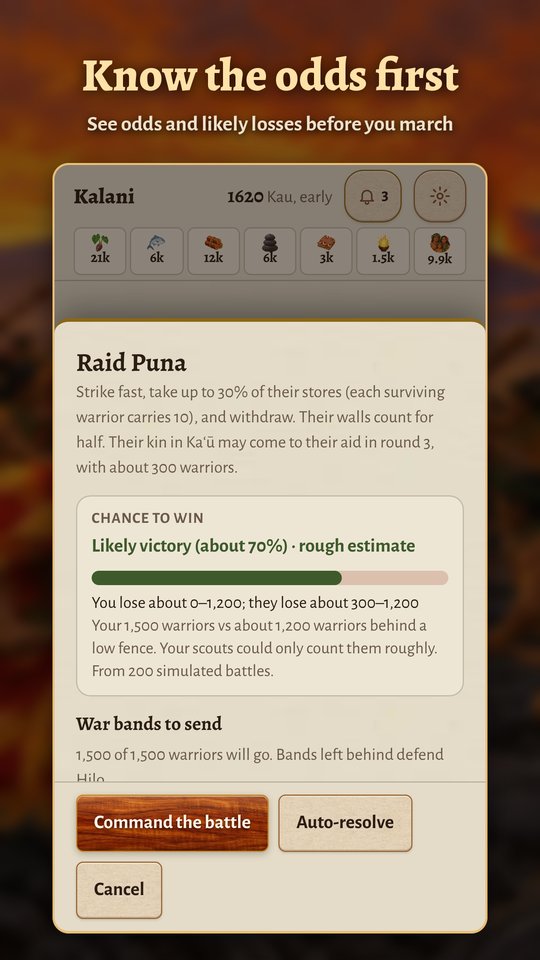 Know the odds first
See odds and likely losses before you march
Kalani
1620 Kau, early
3
21k
6k
12k
6k
3k
1.5k
9.9k
Raid Puna
Strike fast, take up to 30% of their stores (each surviving
warrior carries 10), and withdraw. Their walls count for
half. Their kin in Kaʻū may come to their aid in round 3,
with about 300 warriors.
CHANCE TO WIN
Likely victory (about 70%) · rough estimate
You lose about 0–1,200; they lose about 300–1,200
Your 1,500 warriors vs about 1,200 warriors behind a
low fence. Your scouts could only count them roughly.
From 200 simulated battles.
War bands to send
1,500 of 1,500 warriors will go. Bands left behind defend
Hilo
Command the battle
Auto-resolve
Cancel